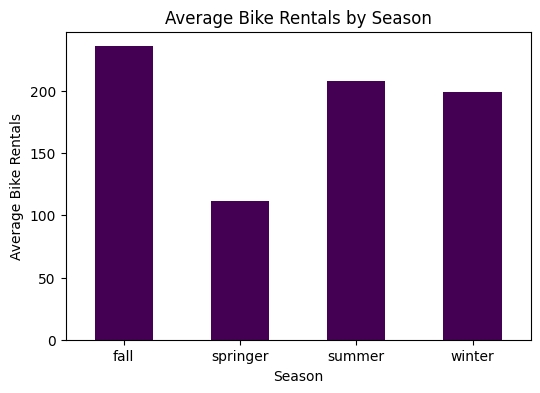 Average Bike Rentals by Season
Average Bike Rentals
200
150
100
50
0
fall springer summer winter
Season